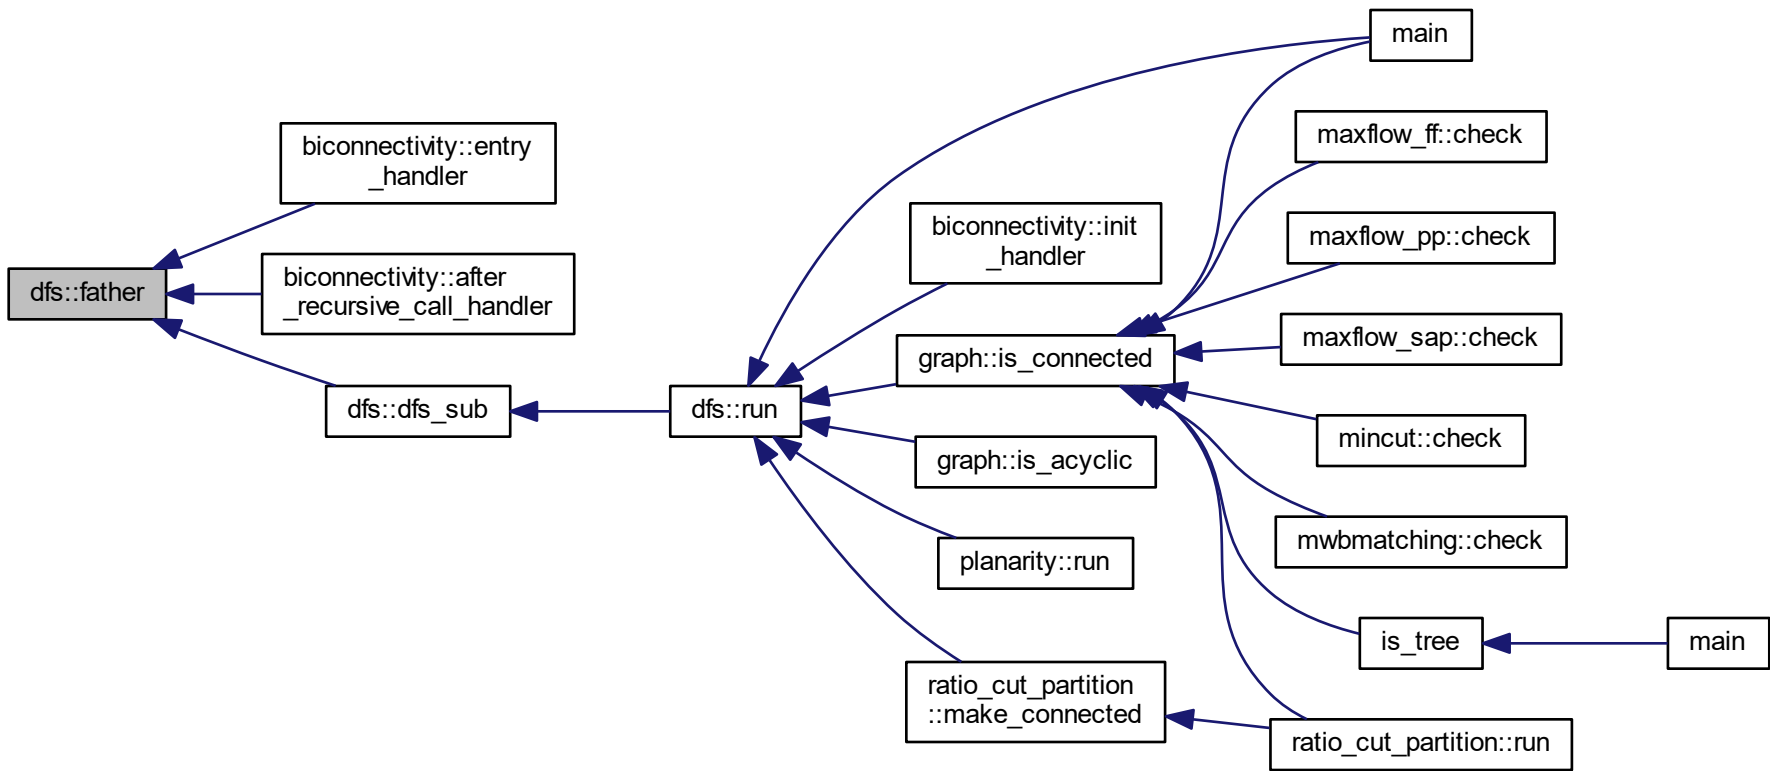 main
maxflow_ff::check
biconnectivity::entry
_handler
biconnectivity::init
_handler
maxflow_pp::check
dfs::father
biconnectivity::after
_recursive_call_handler
graph::is_connected
maxflow_sap::check
dfs::dfs_sub
dfs::run
mincut::check
graph::is_acyclic
planarity::run
mwbmatching::check
is_tree
main
ratio_cut_partition
::make_connected
ratio_cut_partition::run